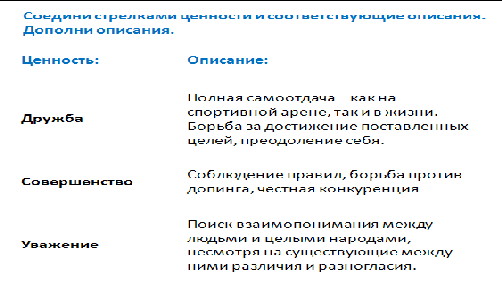 Соедини стрелками ценности и соответствующие описания.
Дополни описания.
Ценность: Описание:
Полная самоотдача как на
спортивной арене, так и в жизни.
Дружба
Борьба за достижение поставленных
целей, преодоление себя.
Соблюдение правил, борьба против
Совершенство
допинга, честная конкуренция
Поиск взаимопонимания между
людьми и целыми народами,
Уважение
несмотря на существующие между
ними различия и разногласия.